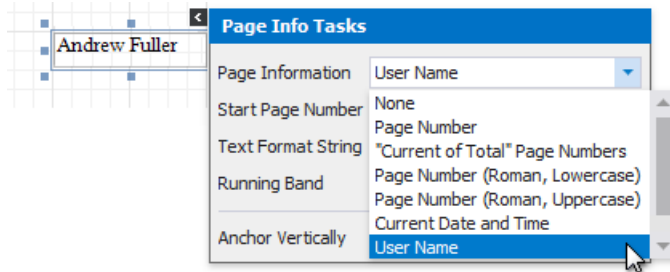 Andrew Fuller
Page Info Tasks
Page Information User Name
Start Page Number
Text Format String
Running Band
Anchor Vertically
None
Page Number
"Current of Total" Page Numbers
Page Number (Roman, Lowercase)
Page Number (Roman, Uppercase)
Current Date and Time
User Name